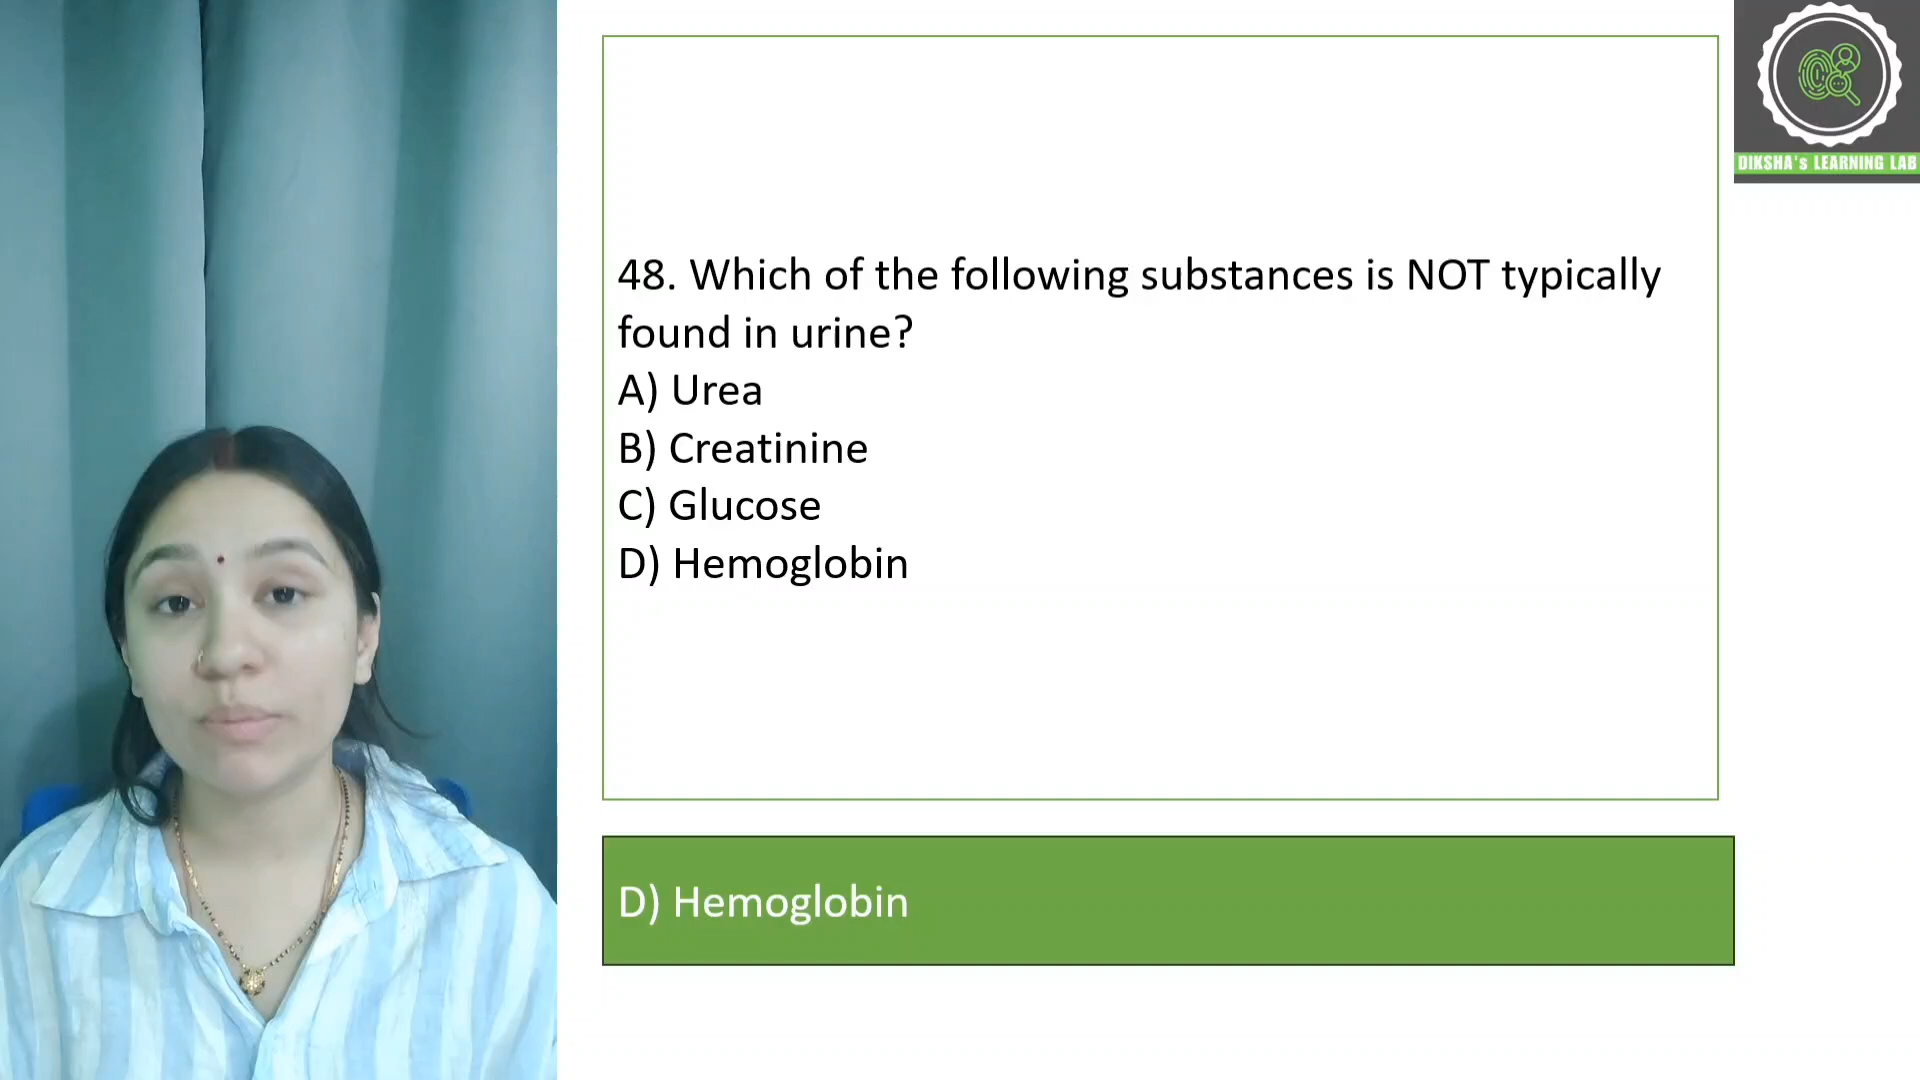 DIKSHA's LEARNING LAB
48. Which of the following substances is NOT typically
found in urine?
A) Urea
B) Creatinine
C) Glucose
D) Hemoglobin
D) Hemoglobin